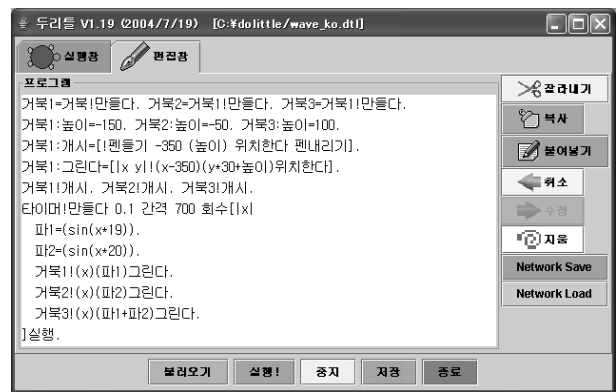 두리틀 V1.19 (2004/7/19) [C:¥dolittle/wave_ko.dtl]
실행창 편집창
프로그램
거북1=거북!만들다. 거북2=거북1!만들다. 거북3=거북1!만들다.
거북1:높이=-150. 거북2:높이=-50. 거북3:높이=100.
거북1:개시=[!펜들기 -350 (높이) 위치한다 펜내리기].
거북1:그린다=[|x y|!(x-350)(y*30+높이)위치한다].
거북1!개시. 거북2!개시. 거북3!개시.
타이머!만들다 0.1 간격 700 회수[|x|
파1=(sin(x*19)).
파2=(sin(x*20)).
거북1!(x)(파1)그린다.
거북2!(x)(파2)그린다.
거북3!(x)(파1+파2)그린다.
]실행.
잘라내기
복사
붙여넣기
취소
수정
지움
Network Save
Network Load
불러오기 실행! 중지 저장 종료